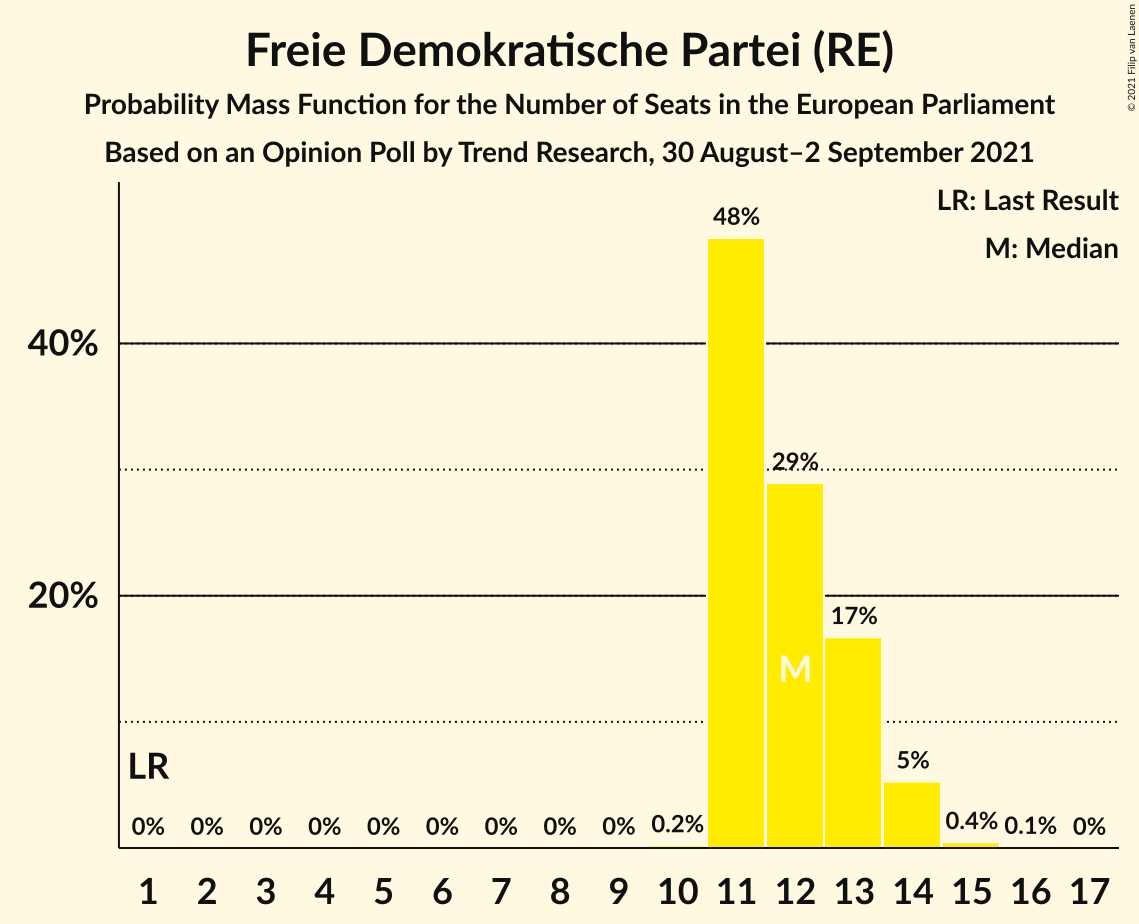 Freie Demokratische Partei (RE)
Probability Mass Function for the Number of Seats in the European Parliament
Based on an Opinion Poll by Trend Research, 30 August–2 September 2021
© 2021 Filip van Laenen
LR: Last Result
M: Median
48%
40%
29%
20%
17%
M
LR
5%
0% 0% 0% 0% 0% 0% 0% 0% 0% 0.2% 0.4% 0.1% 0%
1 2 3 4 5 6 7 8 9 10 11 12 13 14 15 16 17